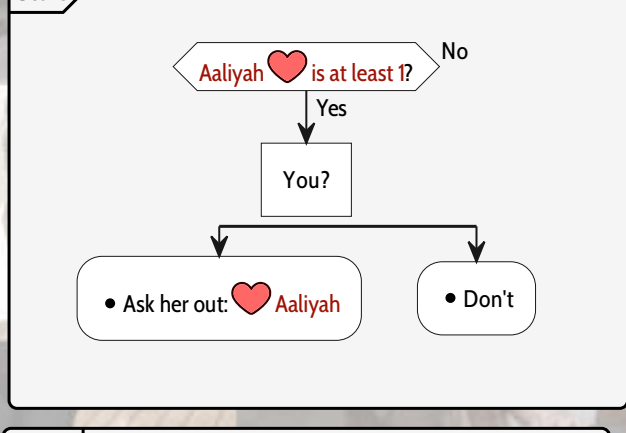 Aaliyah is at least 1?
No
Yes
You?
• Ask her out: Aaliyah
• Don't